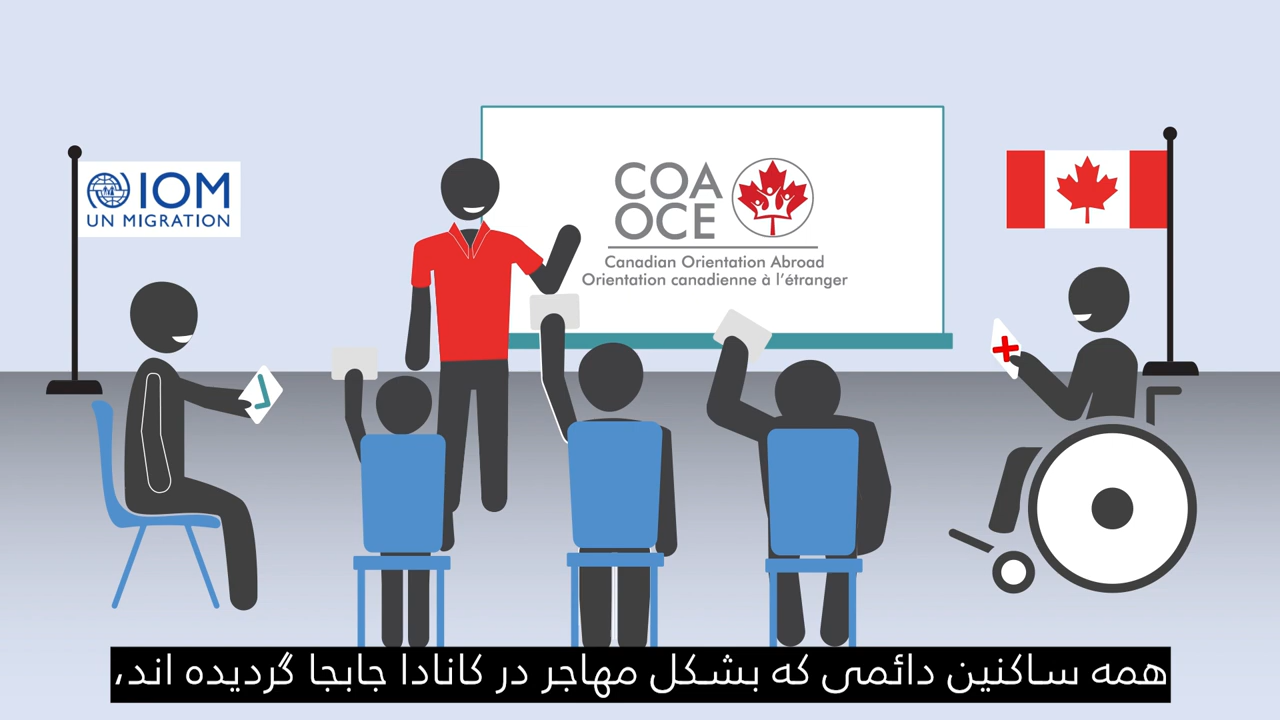 IOM
UN MIGRATION
COA
OCE
Canadian Orientation Abroad
Orientation canadienne à l'étranger
همه ساکنین دائمی که بشکل مهاجر در کانادا جابجا گردیده اند،